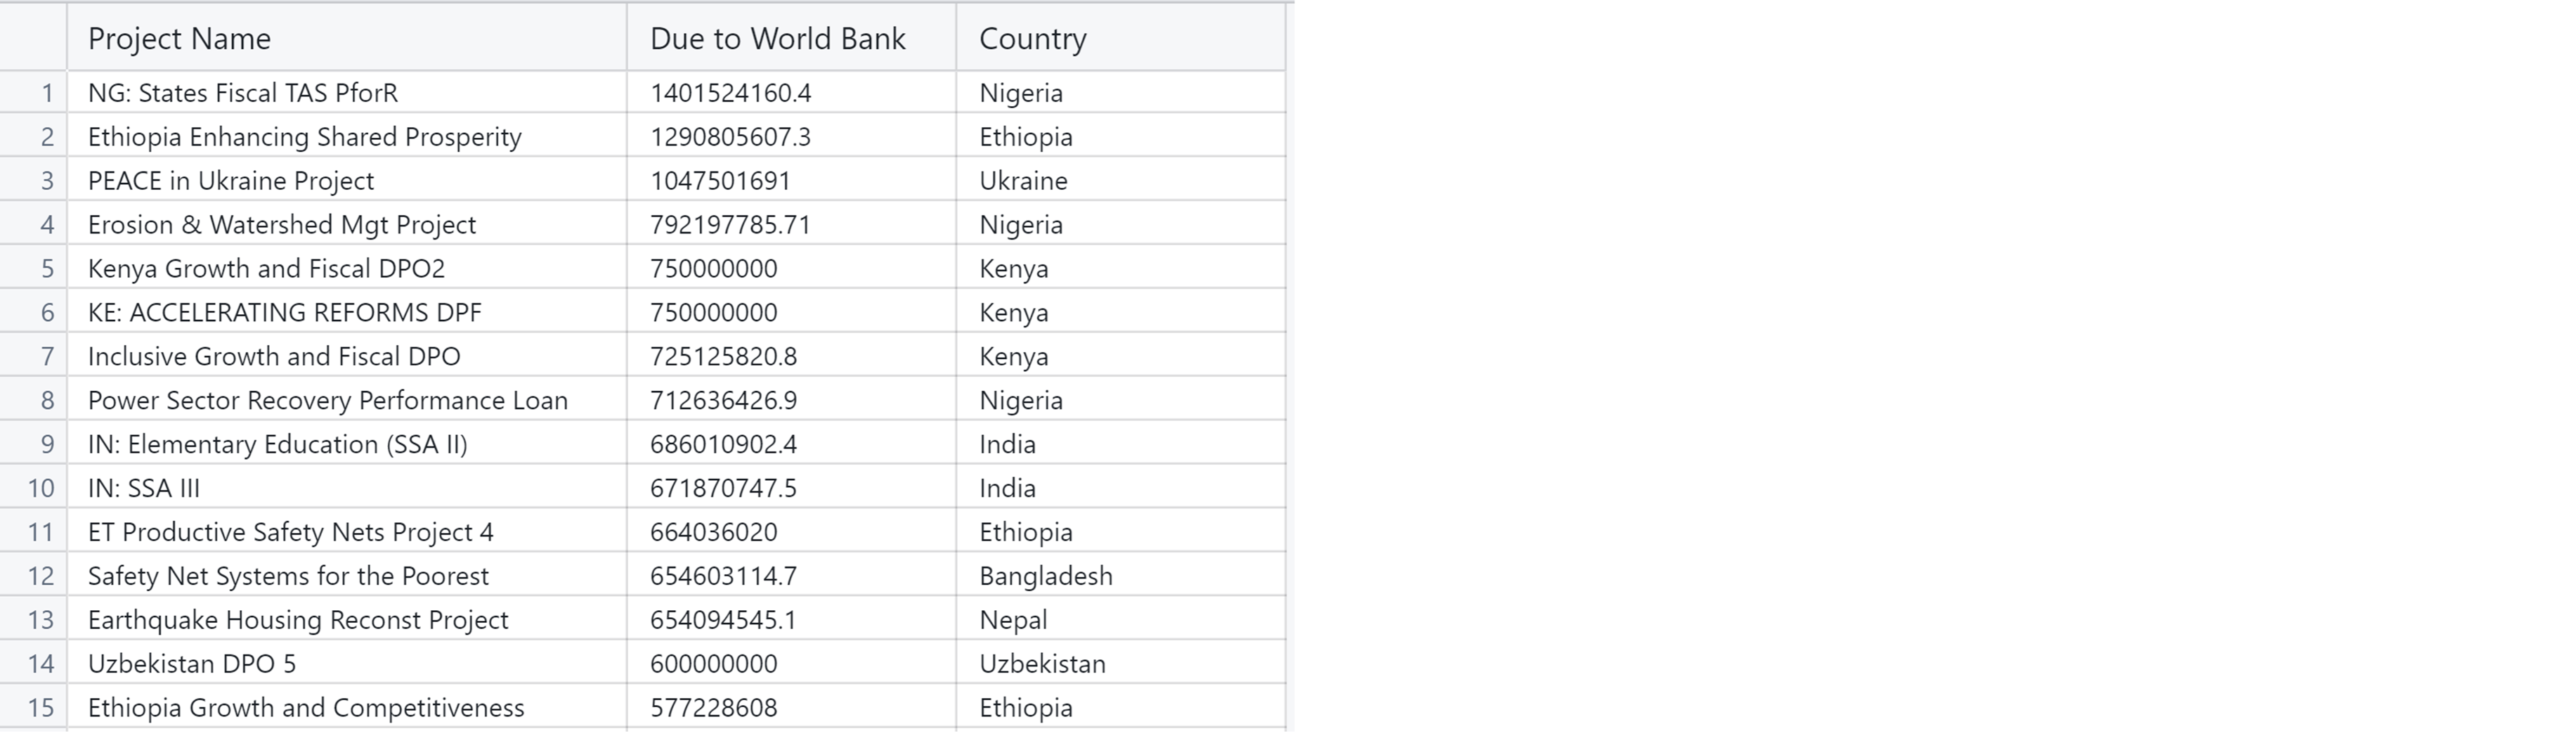 Project Name Due to World Bank Country
1 NG: States Fiscal TAS PforR 1401524160.4 Nigeria
2 Ethiopia Enhancing Shared Prosperity 1290805607.3 Ethiopia
3 PEACE in Ukraine Project 1047501691 Ukraine
4 Erosion & Watershed Mgt Project 792197785.71 Nigeria
5 Kenya Growth and Fiscal DPO2 750000000 Kenya
6 KE: ACCELERATING REFORMS DPF 750000000 Kenya
7 Inclusive Growth and Fiscal DPO 725125820.8 Kenya
8 Power Sector Recovery Performance Loan 712636426.9 Nigeria
9 IN: Elementary Education (SSA II) 686010902.4 India
10 IN: SSA III 671870747.5 India
11 ET Productive Safety Nets Project 4 664036020 Ethiopia
12 Safety Net Systems for the Poorest 654603114.7 Bangladesh
13 Earthquake Housing Reconst Project 654094545.1 Nepal
14 Uzbekistan DPO 5 600000000 Uzbekistan
15 Ethiopia Growth and Competitiveness 577228608 Ethiopia